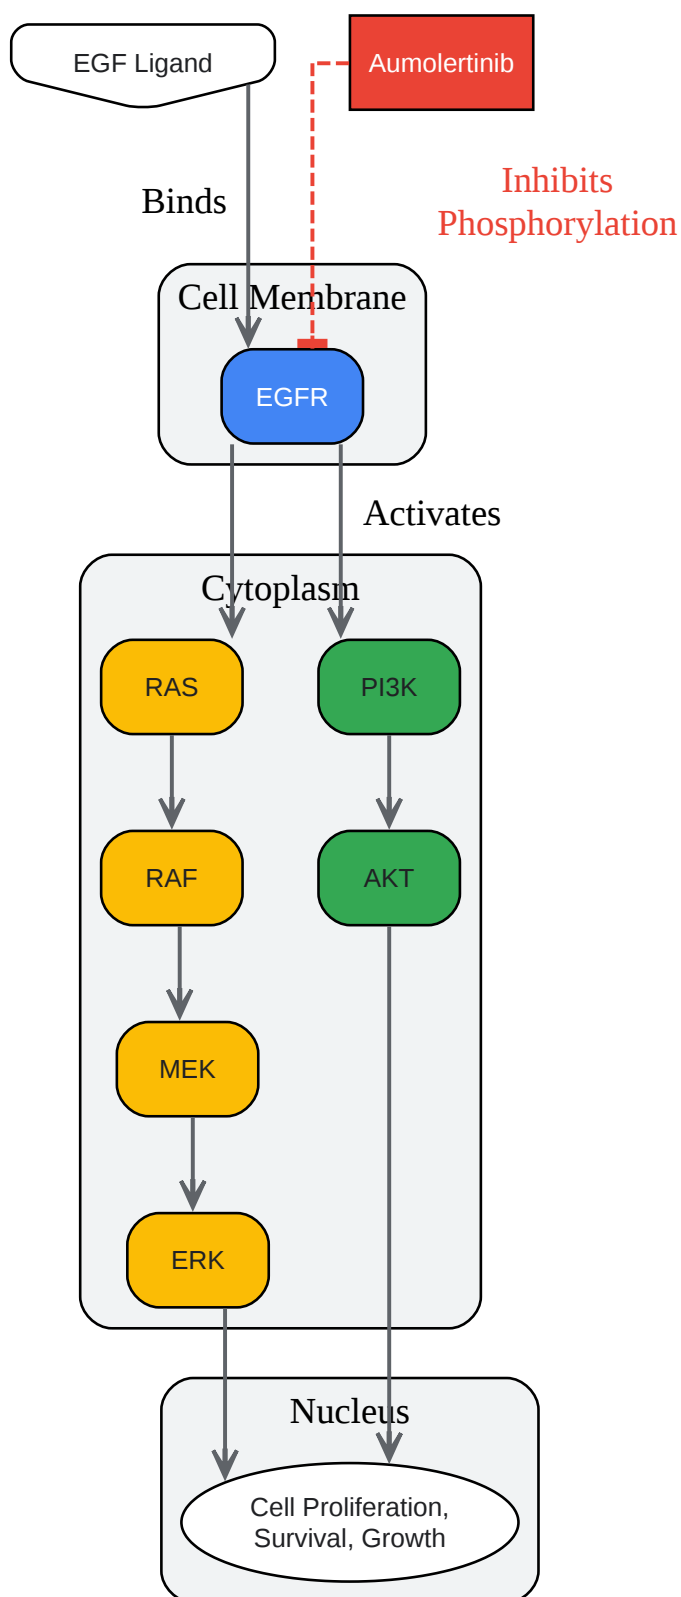 EGF Ligand
Aumolertinib
Binds
Inhibits
Phosphorylation
Cell Membrane
EGFR
Activates
Cytoplasm
RAS
PI3K
RAF
AKT
MEK
ERK
Nucleus
Cell Proliferation,
Survival, Growth